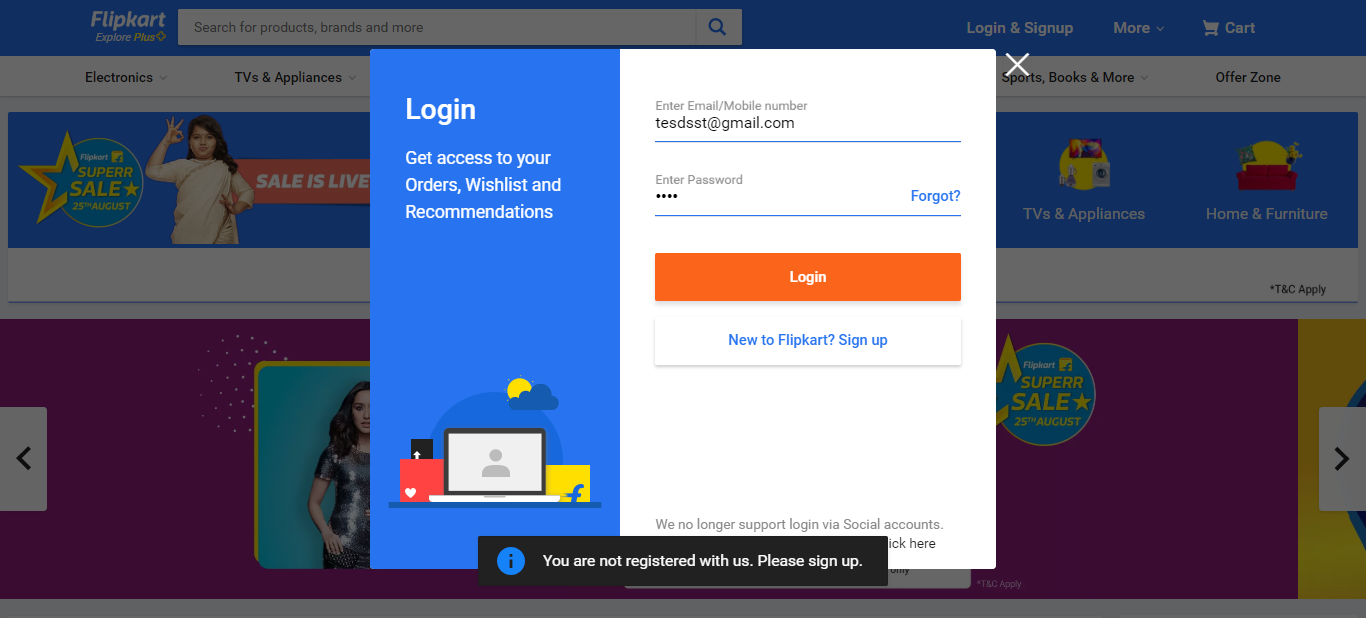 Flipkart
Explore Plus
Search for products, brands and more
Login & Signup
More
Cart
Electronics
TVs & Appliances
Sports, Books & More
Offer Zone
Login
Get access to your
Orders, Wishlist and
Recommendations
Enter Email/Mobile number
tesdsst@gmail.com
Enter Password
••••
Forgot?
Login
New to Flipkart? Sign up
We no longer support login via Social accounts.
ick here
You are not registered with us. Please sign up.
only
Flipkart
SUPERR
SALE
25TH AUGUST
SALE IS LIVE
TVs & Appliances
Home & Furniture
*T&C Apply
Flipkart
SUPERR
SALE
25TH AUGUST
*T&C Apply